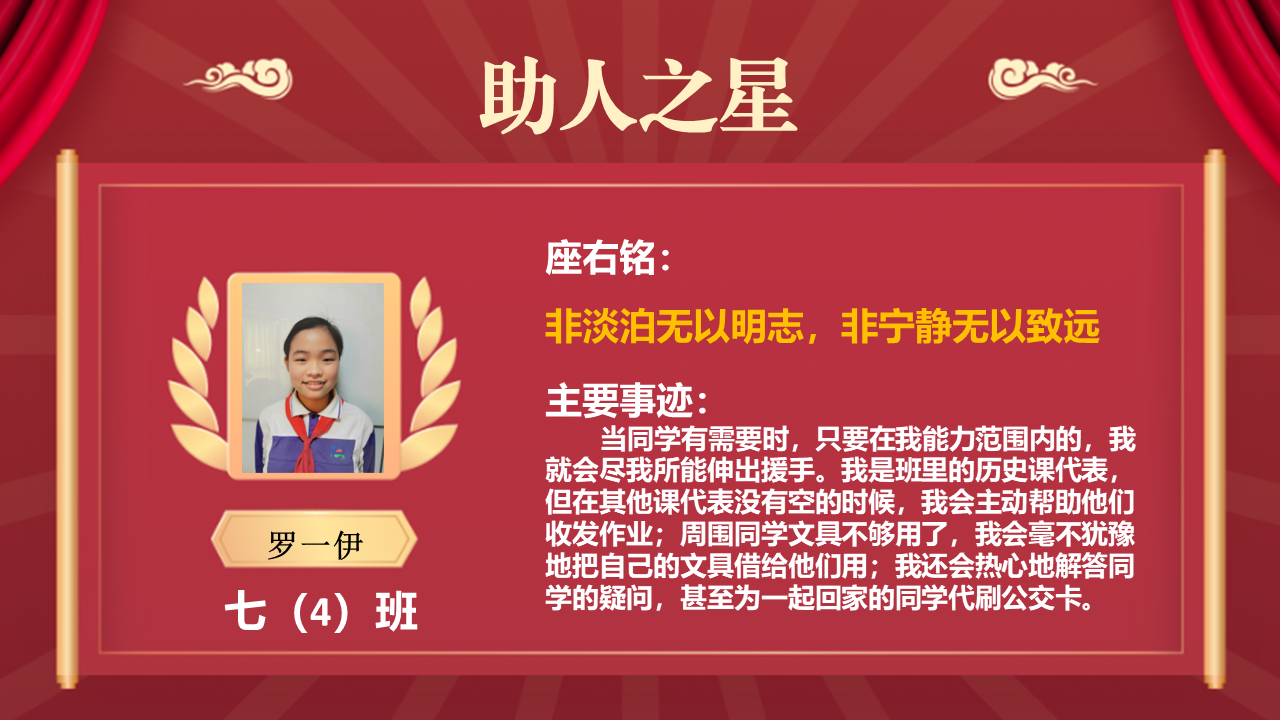 助人之星
座右铭：
非淡泊无以明志，非宁静无以致远
主要事迹：
当同学有需要时，只要在我能力范围内的，我
就会尽我所能伸出援手。我是班里的历史课代表，
但在其他课代表没有空的时候，我会主动帮助他们
收发作业；周围同学文具不够用了，我会毫不犹豫
地把自己的文具借给他们用；我还会热心地解答同
学的疑问，甚至为一起回家的同学代刷公交卡。
罗一伊
七（4）班